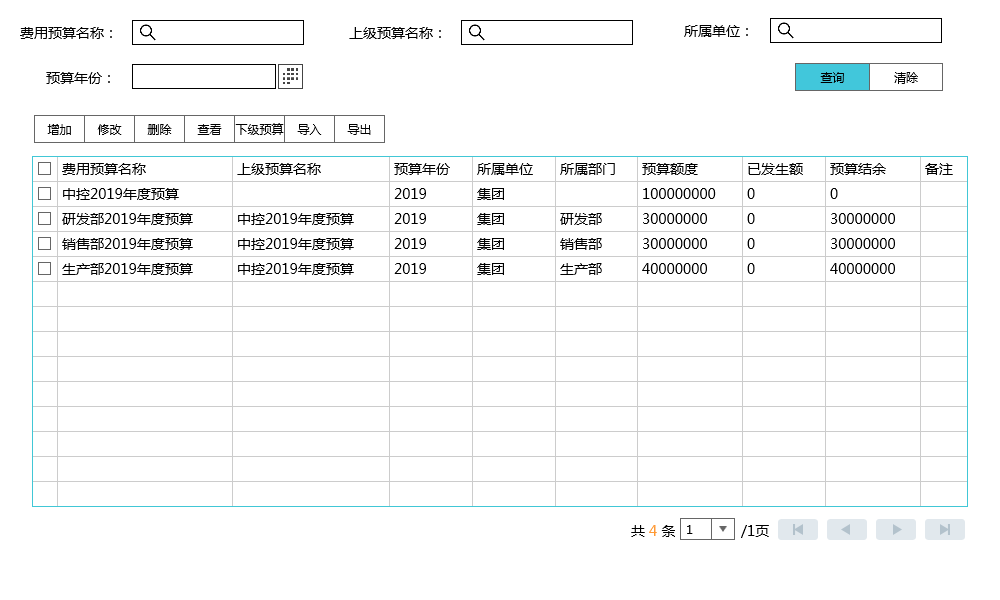 费用预算名称： 上级预算名称： 所属单位：
预算年份： 查询 清除
增加 修改 删除 查看 下级预算 导入 导出
费用预算名称 上级预算名称 预算年份 所属单位 所属部门 预算额度 已发生额 预算结余 备注
中控2019年度预算 2019 集团 100000000 0 0
研发部2019年度预算 中控2019年度预算 2019 集团 研发部 30000000 0 30000000
销售部2019年度预算 中控2019年度预算 2019 集团 销售部 30000000 0 30000000
生产部2019年度预算 中控2019年度预算 2019 集团 生产部 40000000 0 40000000
共 4 条 1 /1页